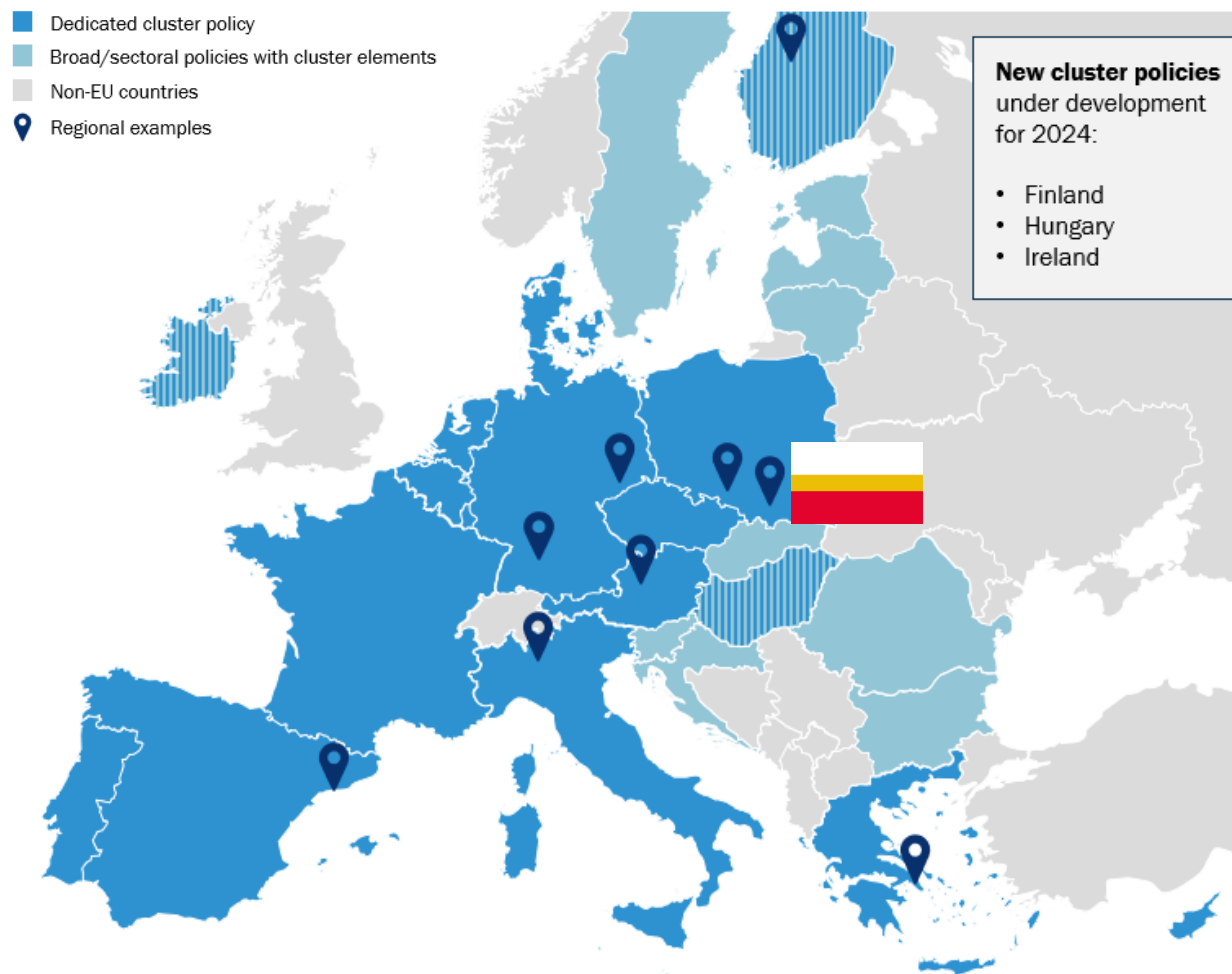 Dedicated cluster policy
Broad/sectoral policies with cluster elements
Non-EU countries
Regional examples
New cluster policies
under development
for 2024:
• Finland
• Hungary
• Ireland